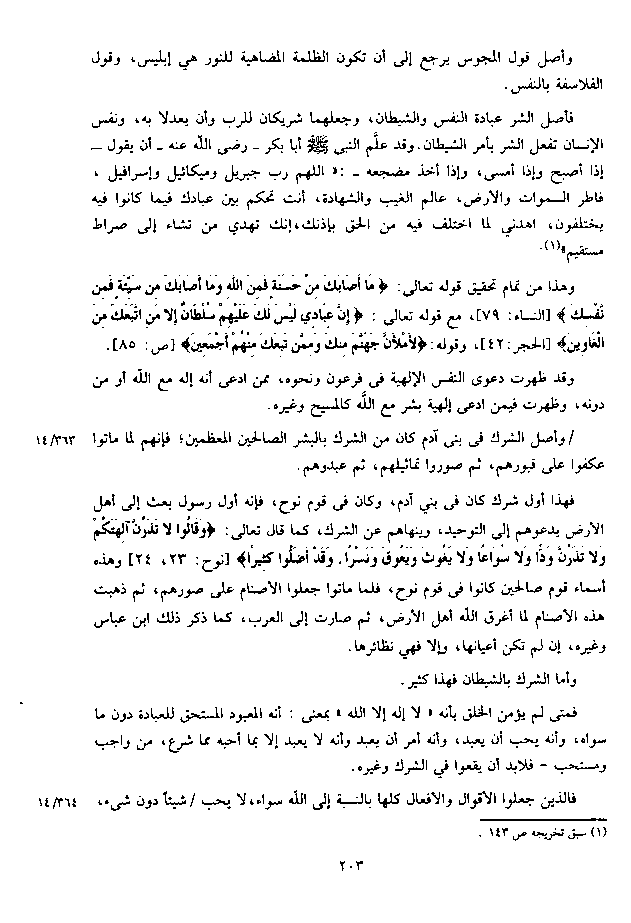 وأصل قول المجوس يرجع إلى أن تكون الظلمة المضاهية للنور هي إبليس، وقول
الفلاسفة بالنفس.
فأصل الشر عبادة النفس والشيطان، وجعلهما شريكان للرب وأن يعدلا به، ونفس
الإنسان تفعل الشر بأمر الشيطان. وقد علَّم النبي ﷺ أبا بكر ـ رضي الله عنه ـ أن يقول ـ
إذا أصبح وإذا أمسى، وإذا أخذ مضجعه ـ : « اللهم رب جبريل وميكائيل وإسرافيل ،
فاطر السموات والأرض، عالم الغيب والشهادة، أنت تحكم بين عبادك فيما كانوا فيه
يختلفون، اهدني لما اختلف فيه من الحق بإذنك،إنك تهدي من تشاء إلى صراط
مستقيم»(١).
وهذا من تمام تحقيق قوله تعالى: ﴿ مَا أَصَابَكَ مِنْ حَسَنَةٍ فَمِنَ اللَّهِ وَمَا أَصَابَكَ مِن سَيِّئَةٍ فَمِن
نَّفْسِكَ ﴾ [النساء: ٧٩]، مع قوله تعالى : ﴿ إِنَّ عِبَادِي لَيْسَ لَكَ عَلَيْهِمْ سُلْطَانٌ إِلاَّ مَنِ اتَّبَعَكَ مِنَ
الْغَاوِينَ﴾ [الحجر:٤٢]، وقوله:﴿لأَمْلأَنَّ جَهَنَّمَ مِنكَ وَمِمَّن تَبِعَكَ مِنْهُمْ أَجْمَعِينَ﴾ [ص: ٨٥].
وقد ظهرت دعوى النفس الإلهية في فرعون ونحوه، ممن ادعى أنه إله مع الله أو من
دونه، وظهرت فيمن ادعى إلهية بشر مع الله كالمسيح وغيره.
/ وأصل الشرك في بني آدم كان من الشرك بالبشر الصالحين المعظمين؛ فإنهم لما ماتوا ١٤/٣٦٣
عكفوا على قبورهم، ثم صوروا تماثيلهم، ثم عبدوهم.
فهذا أول شرك كان في بني آدم، وكان في قوم نوح، فإنه أول رسول بعث إلى أهل
الأرض يدعوهم إلى التوحيد، وينهاهم عن الشرك، كما قال تعالى: ﴿وَقَالُوا لا تَذَرُنَّ آلِهَتَكُمْ
وَلا تَذَرُنَّ وَدًّا وَلا سُوَاعًا وَلا يَغُوثَ وَيَعُوقَ وَنَسْرًا. وَقَدْ أَضَلُّوا كَثِيرًا﴾ [نوح: ٢٣، ٢٤] وهذه
أسماء قوم صالحين كانوا في قوم نوح، فلما ماتوا جعلوا الأصنام على صورهم، ثم ذهبت
هذه الأصنام لما أغرق الله أهل الأرض، ثم صارت إلى العرب، كما ذكر ذلك ابن عباس
وغيره، إن لم تكن أعيانها، وإلا فهي نظائرها.
وأما الشرك بالشيطان فهذا كثير.
فمتى لم يؤمن الخلق بأنه « لا إله إلا الله » بمعنى : أنه المعبود المستحق للعبادة دون ما
سواه، وأنه يحب أن يعبد، وأنه أمر أن يعبد وأنه لا يعبد إلا بما أحبه مما شرع، من واجب
ومستحب - فلابد أن يقعوا في الشرك وغيره.
فالذين جعلوا الأقوال والأفعال كلها بالنسبة إلى الله سواء،لا يحب / شيئاً دون شيء، ١٤/٣٦٤
(١) سبق تخريجه ص ١٤٣ .
٢٠٣